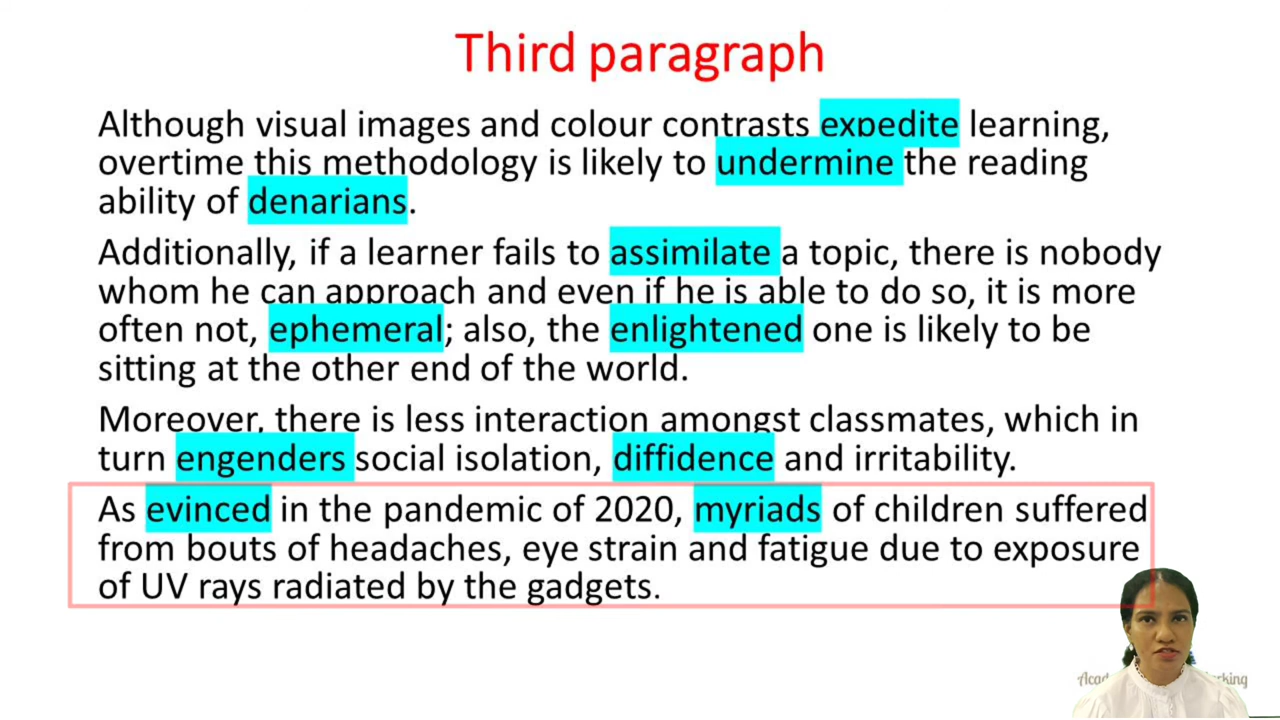 Third paragraph
Although visual images and colour contrasts expedite learning,
overtime this methodology is likely to undermine the reading
ability of denarians.
Additionally, if a learner fails to assimilate a topic, there is nobody
whom he can approach and even if he is able to do so, it is more
often not, ephemeral; also, the enlightened one is likely to be
sitting at the other end of the world.
Moreover, there is less interaction amongst classmates, which in
turn engenders social isolation, diffidence and irritability.
As evinced in the pandemic of 2020, myriads of children suffered
from bouts of headaches, eye strain and fatigue due to exposure
of UV rays radiated by the gadgets.